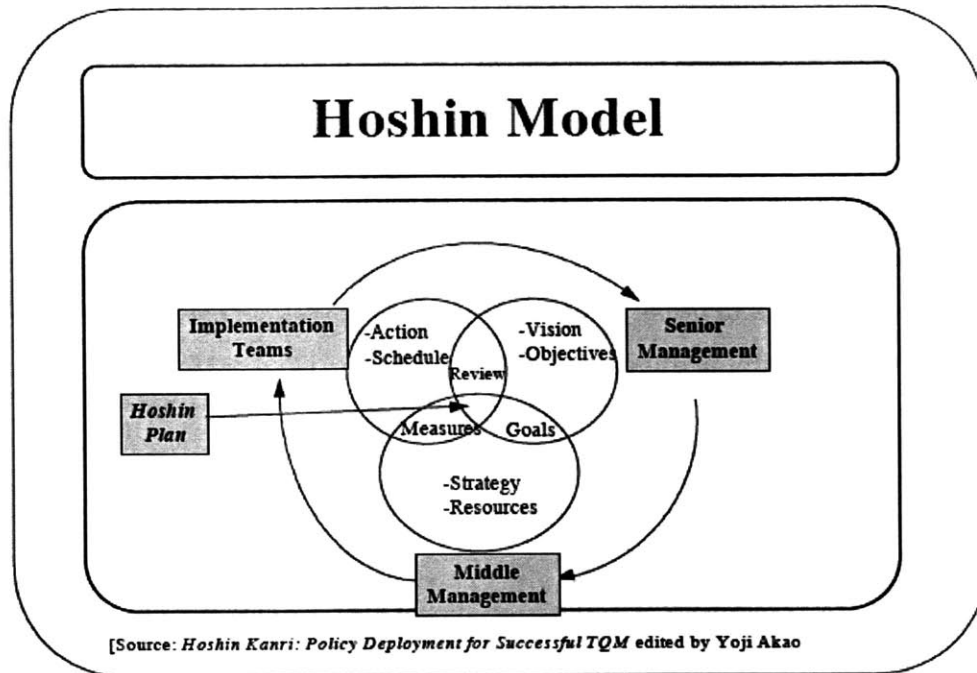 Hoshin Model
Implementation
Teams
-Action
-Schedule
Review
-Vision
-Objectives
Senior
Management
Hoshin
Plan
Measures
Goals
-Strategy
-Resources
Middle
Management
[Source: Hoshin Kanri: Policy Deployment for Successful TQM edited by Yoji Akao